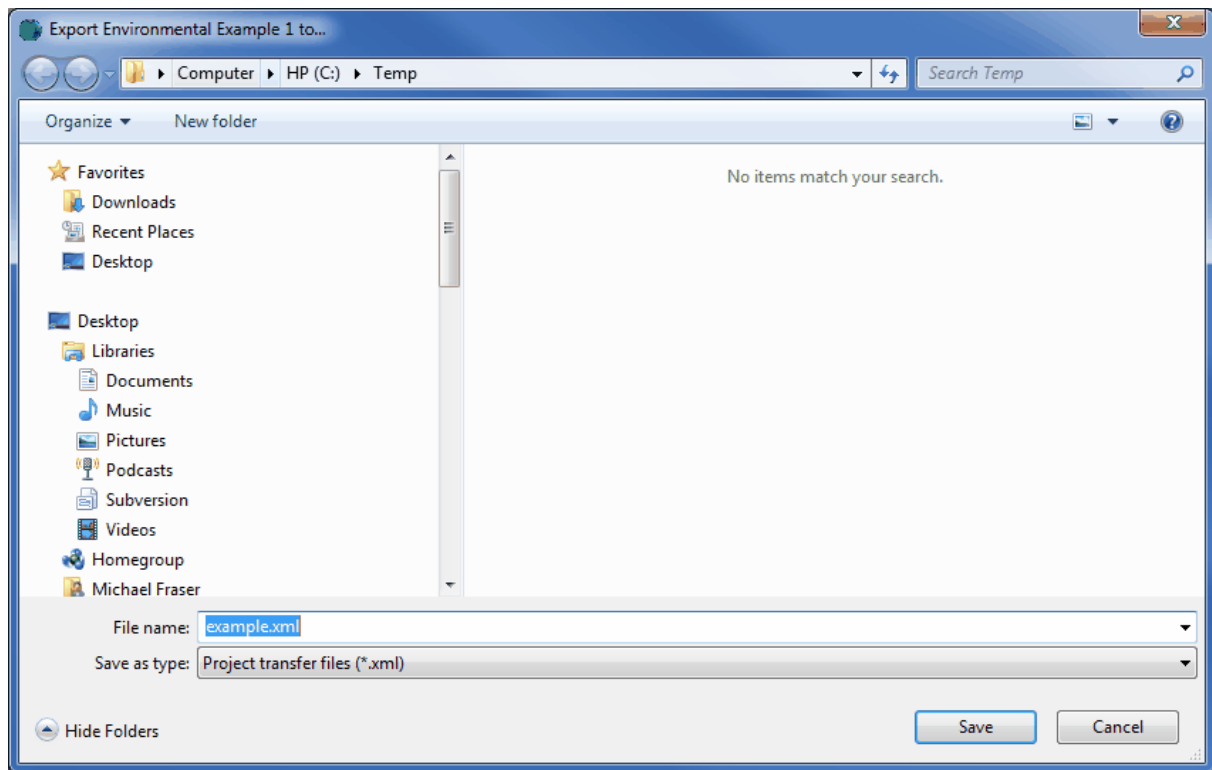 Export Environmental Example 1 to...
Computer HP (C:) Temp Search Temp
Organize New folder
Favorites
Downloads
Recent Places
Desktop
Desktop
Libraries
Documents
Music
Pictures
Podcasts
Subversion
Videos
Homegroup
Michael Fraser
No items match your search.
File name: example.xml
Save as type: Project transfer files (*.xml)
Hide Folders Save Cancel